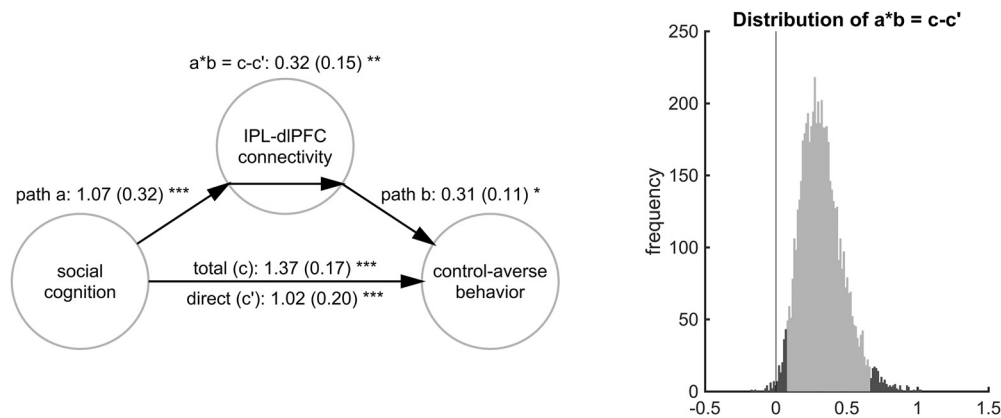 a*b = c-c': 0.32 (0.15) **
IPL-dlPFC
connectivity
path a: 1.07 (0.32) ***
path b: 0.31 (0.11) *
social
cognition
total (c): 1.37 (0.17) ***
direct (c'): 1.02 (0.20) ***
control-averse
behavior
Distribution of a*b = c-c'
250
200
150
100
50
0
frequency
-0.5
0
0.5
1
1.5